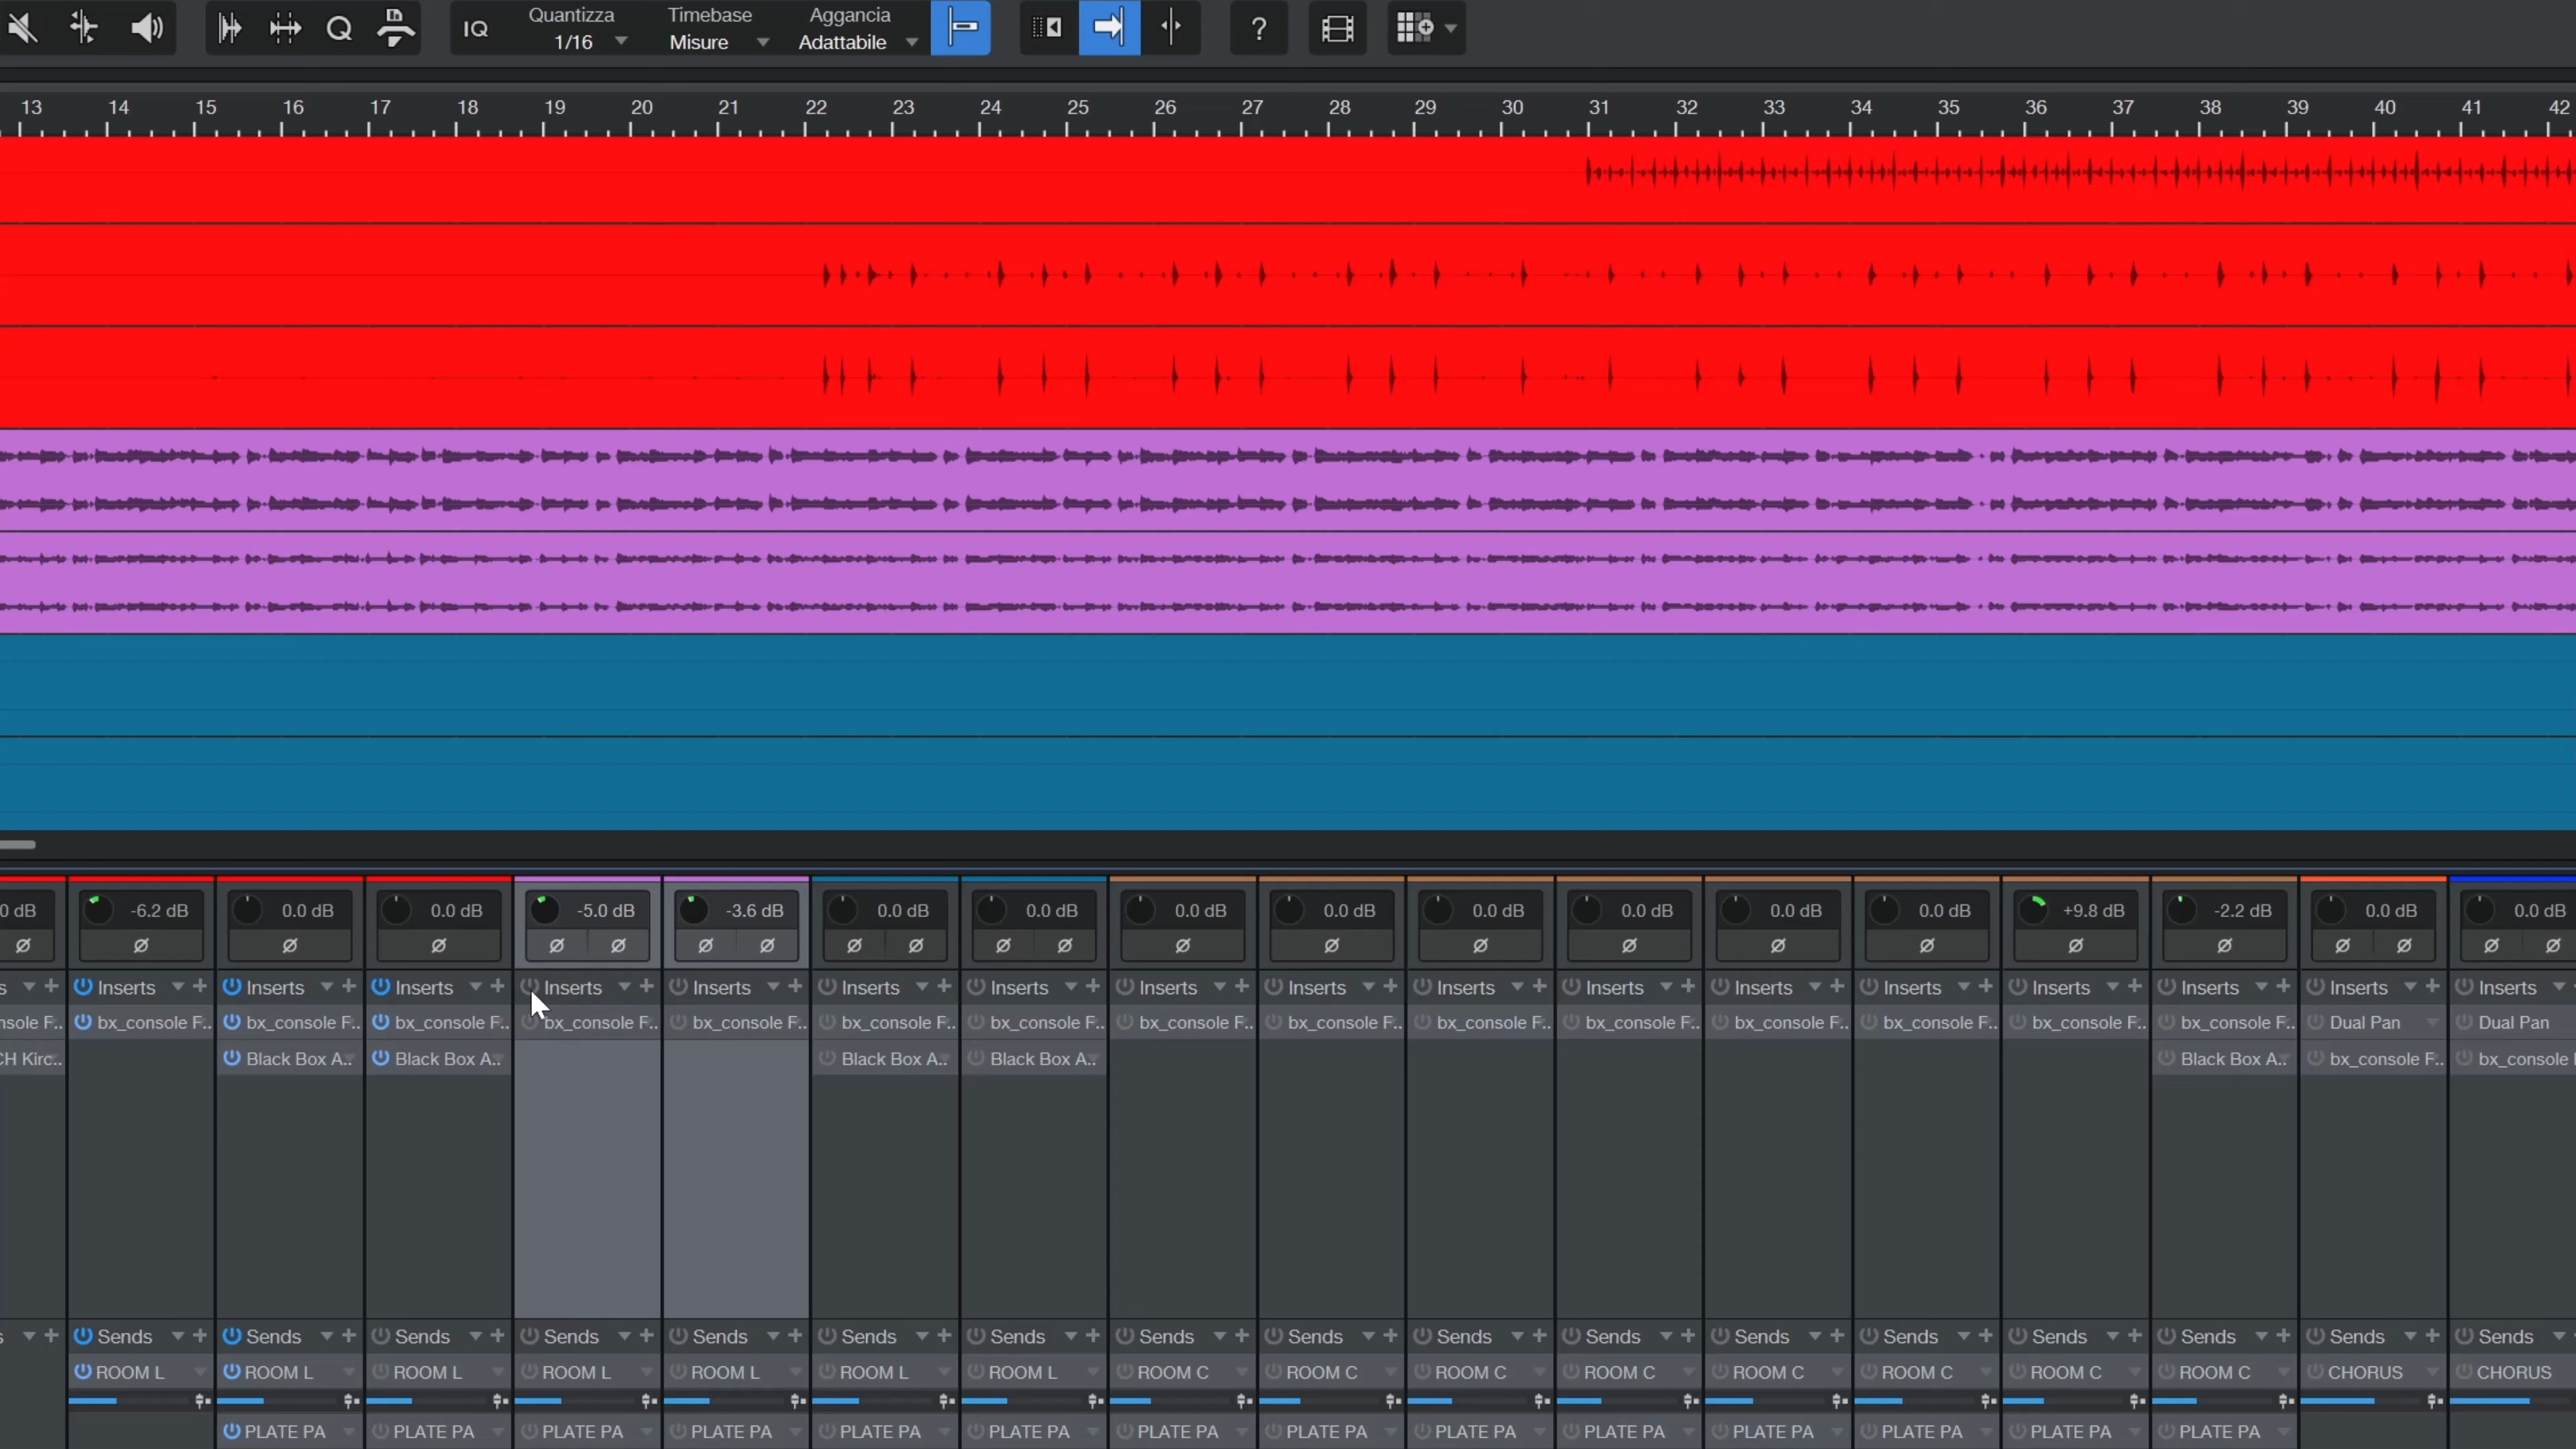 IQ Quantizza Timebase Aggancia
1/16 Misure Adattabile ?
13 14 15 16 17 18 19 20 21 22 23 24 25 26 27 28 29 30 31 32 33 34 35 36 37 38 39 40 41 42
0 dB -6.2 dB 0.0 dB 0.0 dB -5.0 dB -3.6 dB 0.0 dB 0.0 dB 0.0 dB 0.0 dB 0.0 dB 0.0 dB 0.0 dB 0.0 dB +9.8 dB -2.2 dB 0.0 dB 0.0 dB
s Inserts Inserts Inserts Inserts Inserts Inserts Inserts Inserts Inserts Inserts Inserts Inserts Inserts Inserts Inserts Inserts Inserts
nsole F.. bx_console F.. bx_console F.. bx_console F.. bx_console F.. bx_console F.. bx_console F.. bx_console F.. bx_console F.. bx_console F.. bx_console F.. bx_console F.. bx_console F.. bx_console F.. bx_console F.. bx_console F.. Dual Pan Dual Pan
CH Kirc.. Black Box A.. Black Box A.. Black Box A.. Black Box A.. Black Box A.. bx_console F.. bx_console
s Sends Sends Sends Sends Sends Sends Sends Sends Sends Sends Sends Sends Sends Sends Sends Sends Sends
ROOM L ROOM L ROOM L ROOM L ROOM L ROOM L ROOM L ROOM C ROOM C ROOM C ROOM C ROOM C ROOM C ROOM C ROOM C CHORUS CHORUS
PLATE PA PLATE PA PLATE PA PLATE PA PLATE PA PLATE PA PLATE PA PLATE PA PLATE PA PLATE PA PLATE PA PLATE PA PLATE PA PLATE PA